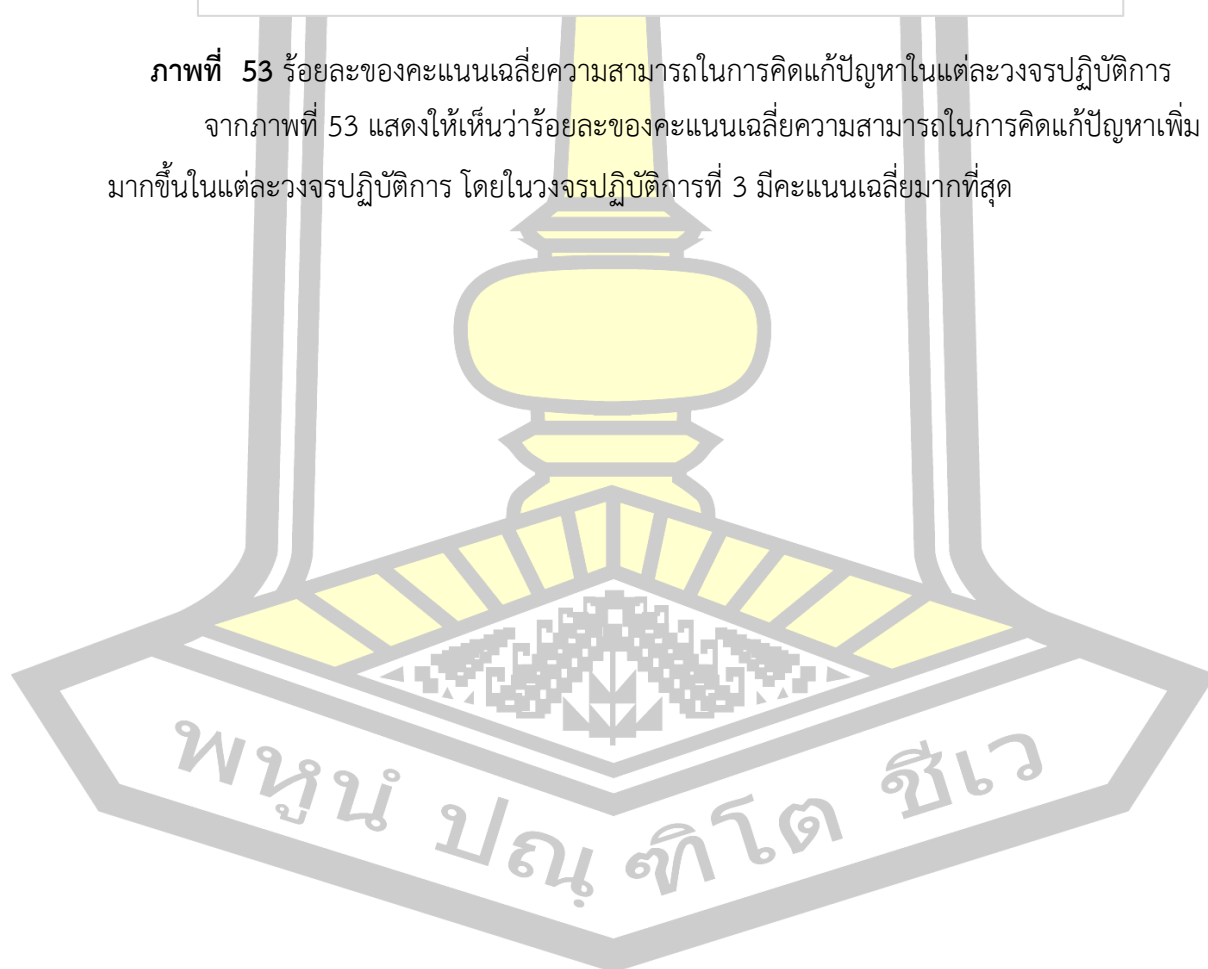 ภาพที่ 53 ร้อยละของคะแนนเฉลี่ยความสามารถในการคิดแก้ปัญหาในแต่ละวงจรปฏิบัติการ
จากภาพที่ 53 แสดงให้เห็นว่าร้อยละของคะแนนเฉลี่ยความสามารถในการคิดแก้ปัญหาเพิ่ม
มากขึ้นในแต่ละวงจรปฏิบัติการ โดยในวงจรปฏิบัติการที่ 3 มีคะแนนเฉลี่ยมากที่สุด
พหูนํ ปณฺ ฑิโต ชีเว